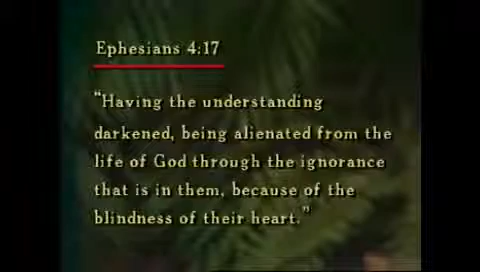 Ephesians 4:17
"Having the understanding
darkened, being alienated from the
life of God through the ignorance
that is in them, because of the
blindness of their heart."